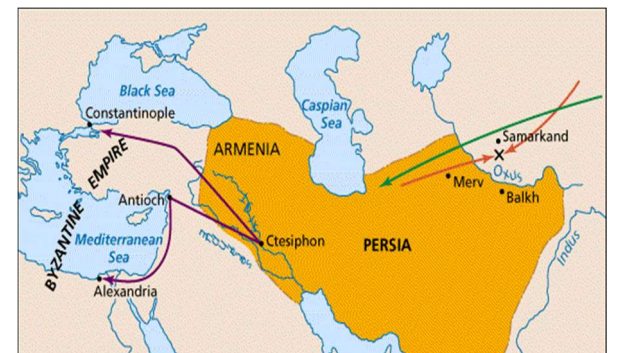 Black Sea
Constantinople
Caspian
Sea
Samarkand
ARMENIA
BYZANTINE EMPIRE
Oxus
Merv
Balkh
Antioch
Mediterranean
Sea
Ctesiphon
PERSIA
Indus
Alexandria